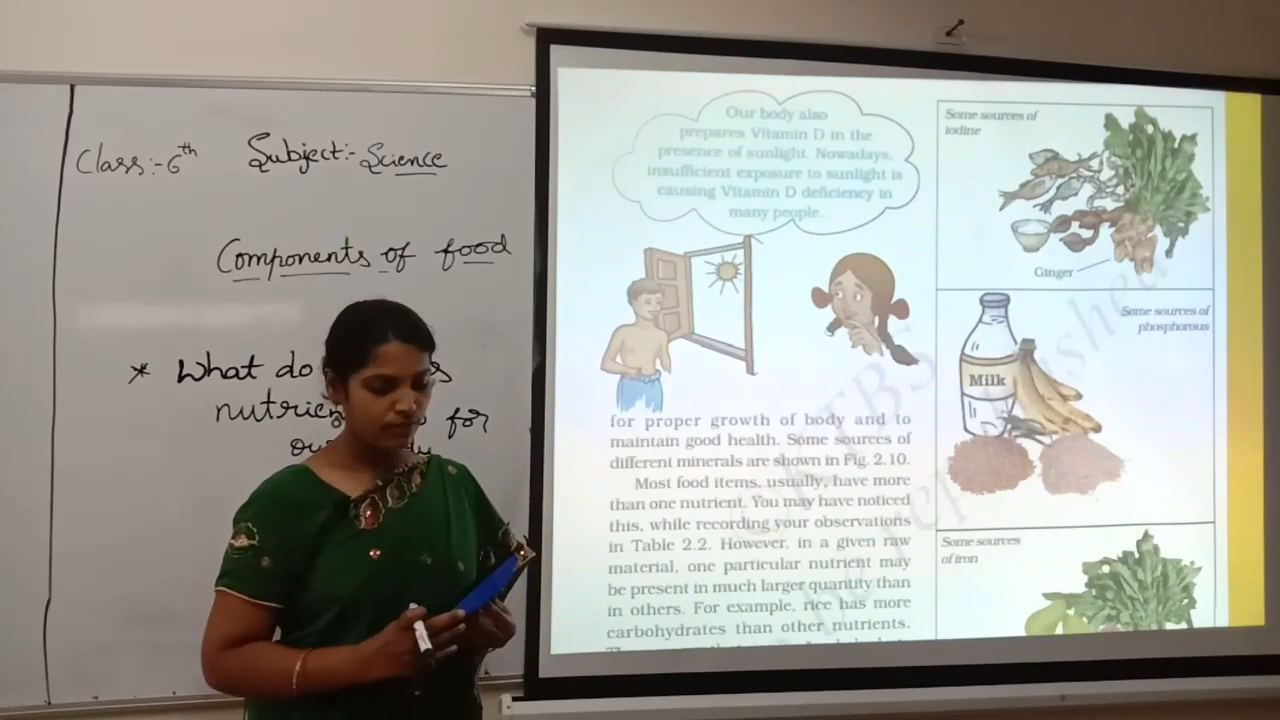 Class:- 6th Subject:- Science
Components of food
* What do
for
Our body also
prepares Vitamin D in the
presence of sunlight. Nowadays,
insufficient exposure to sunlight is
causing Vitamin D deficiency in
many people.
for proper growth of body and to
maintain good health. Some sources of
different minerals are shown in Fig. 2.10.
Most food items, usually, have more
than one nutrient. You may have noticed
this, while recording your observations
in Table 2.2. However, in a given raw
material, one particular nutrient may
be present in much larger quantity than
in others. For example, rice has more
carbohydrates than other nutrients.
Some sources of
iodine
Ginger
Some sources of
phosphorous
Milk
Some sources
of iron
©KTBS
be